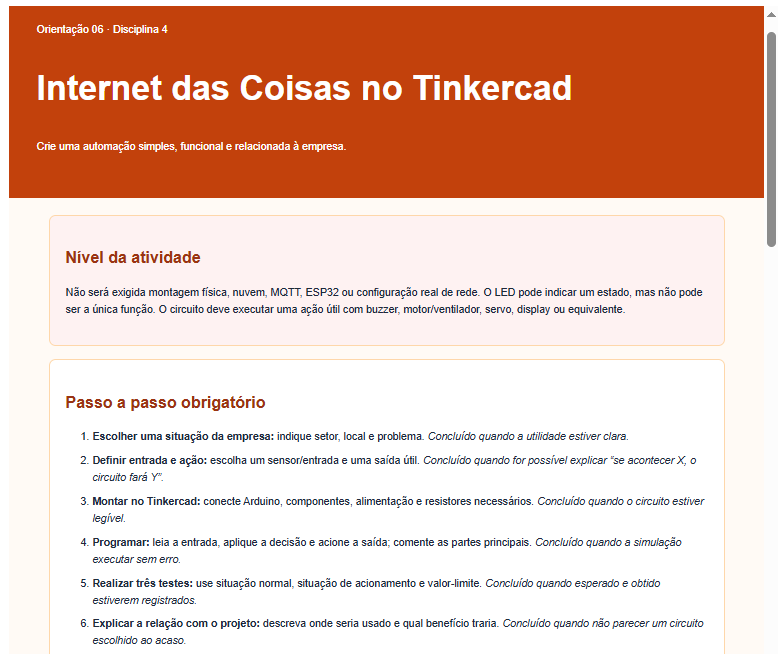 Orientação 06 · Disciplina 4
Internet das Coisas no Tinkercad
Crie uma automação simples, funcional e relacionada à empresa.
Nível da atividade
Não será exigida montagem física, nuvem, MQTT, ESP32 ou configuração real de rede. O LED pode indicar um estado, mas não pode
ser a única função. O circuito deve executar uma ação útil com buzzer, motor/ventilador, servo, display ou equivalente.
Passo a passo obrigatório
1. Escolher uma situação da empresa: indique setor, local e problema. Concluído quando a utilidade estiver clara.
2. Definir entrada e ação: escolha um sensor/entrada e uma saída útil. Concluído quando for possível explicar “se acontecer X, o
circuito fará Y”.
3. Montar no Tinkercad: conecte Arduino, componentes, alimentação e resistores necessários. Concluído quando o circuito estiver
legível.
4. Programar: leia a entrada, aplique a decisão e acione a saída; comente as partes principais. Concluído quando a simulação
executar sem erro.
5. Realizar três testes: use situação normal, situação de acionamento e valor-limite. Concluído quando esperado e obtido
estiverem registrados.
6. Explicar a relação com o projeto: descreva onde seria usado e qual benefício traria. Concluído quando não parecer um circuito
escolhido ao acaso.